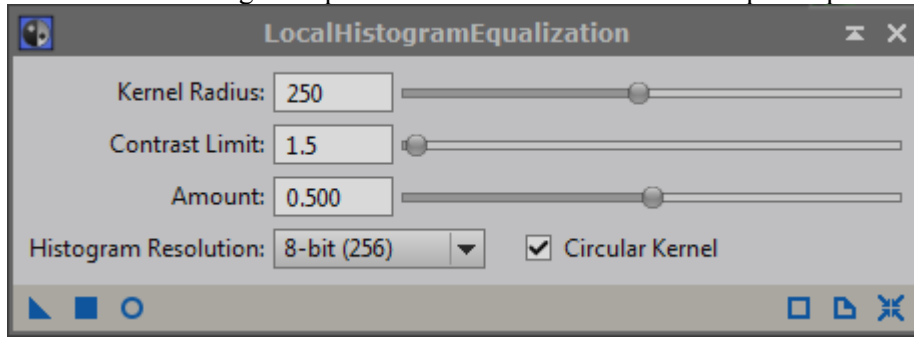 LocalHistogramEqualization
Kernel Radius: 250
Contrast Limit: 1.5
Amount: 0.500
Histogram Resolution: 8-bit (256) Circular Kernel